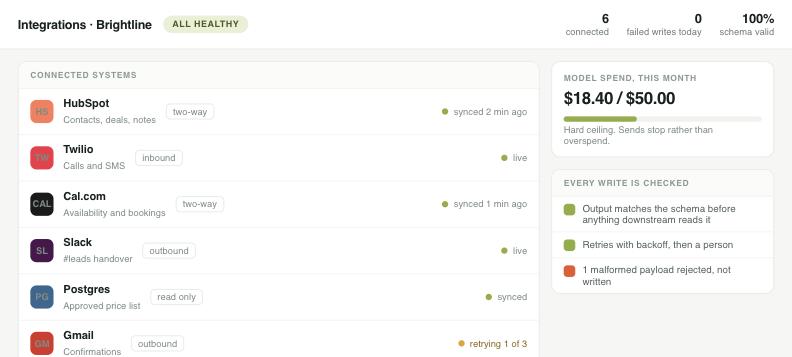 Integrations · Brightline
ALL HEALTHY
6
connected
0
failed writes today
100%
schema valid
CONNECTED SYSTEMS
HS
HubSpot
Contacts, deals, notes
two-way
synced 2 min ago
TW
Twilio
Calls and SMS
inbound
live
CAL
Cal.com
Availability and bookings
two-way
synced 1 min ago
SL
Slack
#leads handover
outbound
live
PG
Postgres
Approved price list
read only
synced
GM
Gmail
Confirmations
outbound
retrying 1 of 3
MODEL SPEND, THIS MONTH
$18.40 / $50.00
Hard ceiling. Sends stop rather than
overspend.
EVERY WRITE IS CHECKED
Output matches the schema before
anything downstream reads it
Retries with backoff, then a person
1 malformed payload rejected, not
written